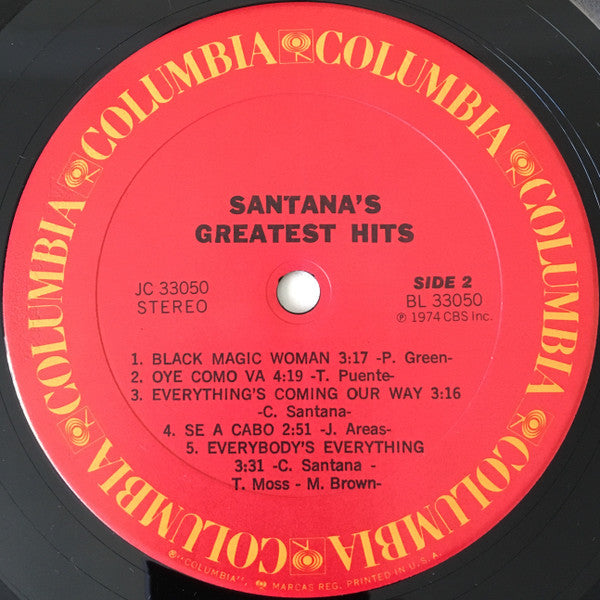 COLUMBIA COLUMBIA COLUMBIA COLUMBIA COLUMBIA COLUMBIA
SANTANA'S
GREATEST HITS
JC 33050
STEREO
SIDE 2
BL 33050
℗ 1974 CBS Inc.
1. BLACK MAGIC WOMAN 3:17 -P. Green-
2. OYE COMO VA 4:19 -T. Puente-
3. EVERYTHING'S COMING OUR WAY 3:16
-C. Santana-
4. SE A CABO 2:51 -J. Areas-
5. EVERYBODY'S EVERYTHING
3:31 -C. Santana -
T. Moss - M. Brown-
"COLUMBIA", MARCAS REG. PRINTED IN U.S.A.